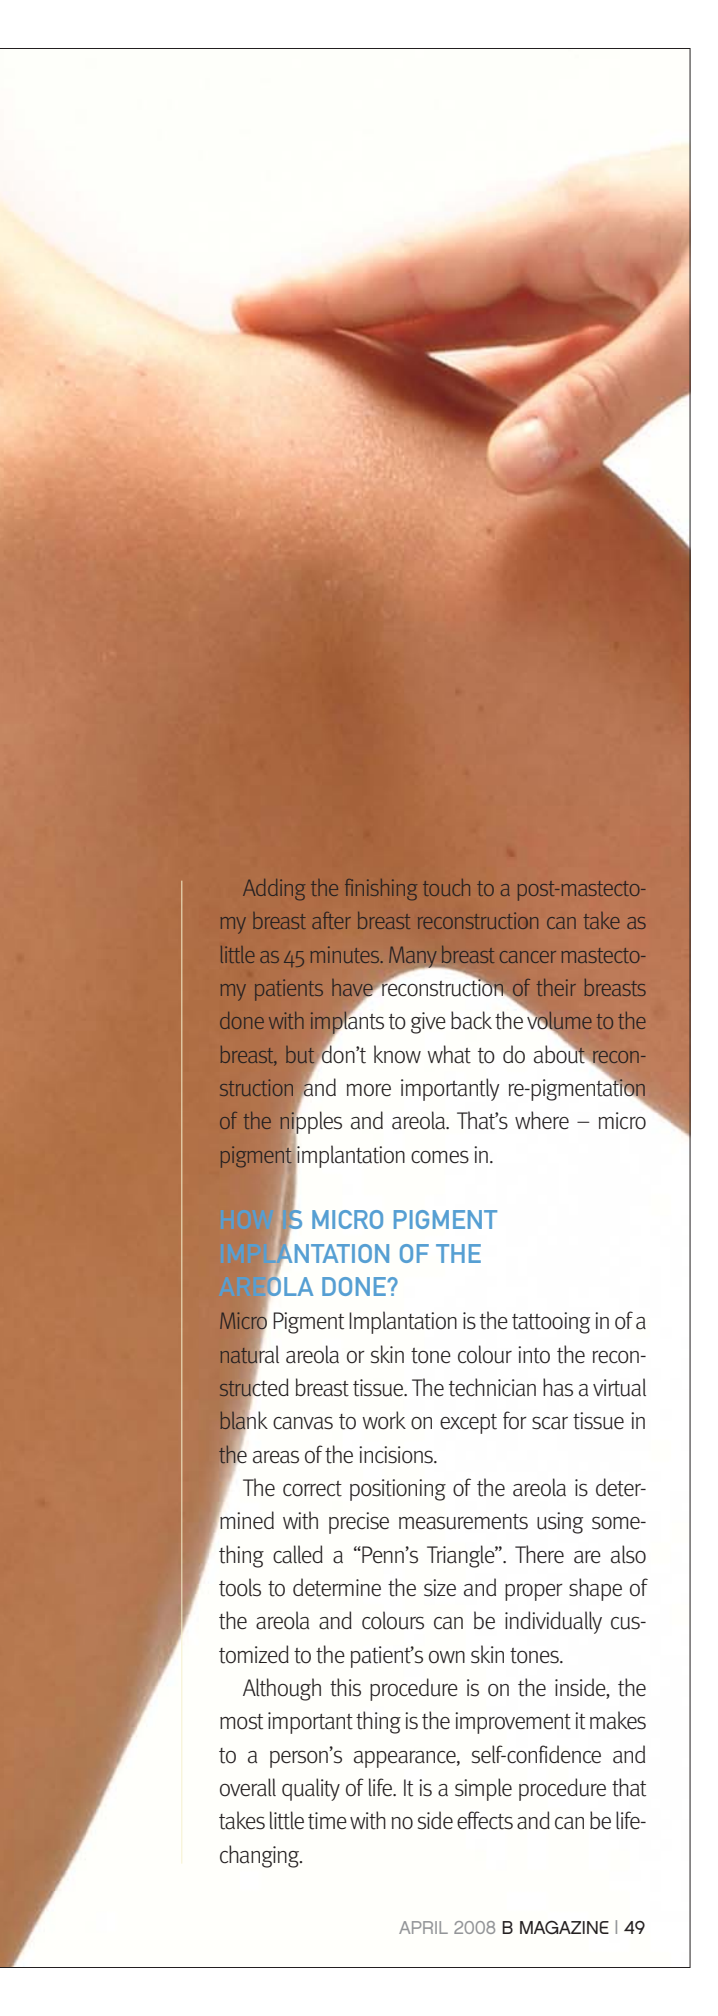 Adding the finishing touch to a post-mastecto-
my breast after breast reconstruction can take as
little as 45 minutes. Many breast cancer mastecto-
my patients have reconstruction of their breasts
done with implants to give back the volume to the
breast, but don't know what to do about recon-
struction and more importantly re-pigmentation
of the nipples and areola. That's where – micro
pigment implantation comes in.
HOW IS MICRO PIGMENT
IMPLANTATION OF THE
AREOLA DONE?
Micro Pigment Implantation is the tattooing in of a
natural areola or skin tone colour into the recon-
structed breast tissue. The technician has a virtual
blank canvas to work on except for scar tissue in
the areas of the incisions.
The correct positioning of the areola is deter-
mined with precise measurements using some-
thing called a “Penn's Triangle”. There are also
tools to determine the size and proper shape of
the areola and colours can be individually cus-
tomized to the patient's own skin tones.
Although this procedure is on the inside, the
most important thing is the improvement it makes
to a person's appearance, self-confidence and
overall quality of life. It is a simple procedure that
takes little time with no side effects and can be life-
changing.
APRIL 2008 B MAGAZINE | 49